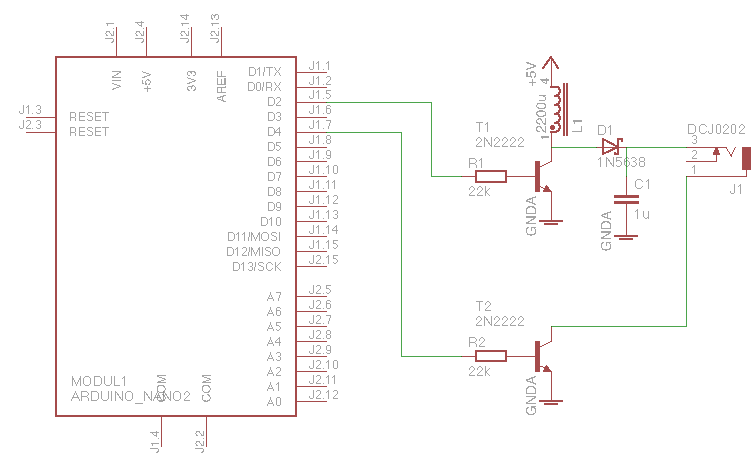 J2.1
J2.4
J2.14
J2.13
VIN
+5V
3V3
AREF
J1.3 RESET
J2.3 RESET
D1/TX J1.1
D0/RX J1.2
D2 J1.5
D3 J1.6
D4 J1.7
D5 J1.8
D6 J1.9
D7 J1.10
D8 J1.11
D9 J1.12
D10 J1.13
D11/MOSI J1.14
D12/MISO J1.15
D13/SCK J2.15
A7 J2.5
A6 J2.6
A5 J2.7
A4 J2.8
A3 J2.9
A2 J2.10
A1 J2.11
A0 J2.12
MODUL1
ARDUINO_NANO2
COM
COM
J1.4
J2.2
+5V
4
2200u
1
L1
T1
2N2222
R1
22k
GNDA
D1
1N5638
C1
1u
GNDA
DCJ0202
3
2
1
J1
T2
2N2222
R2
22k
GNDA